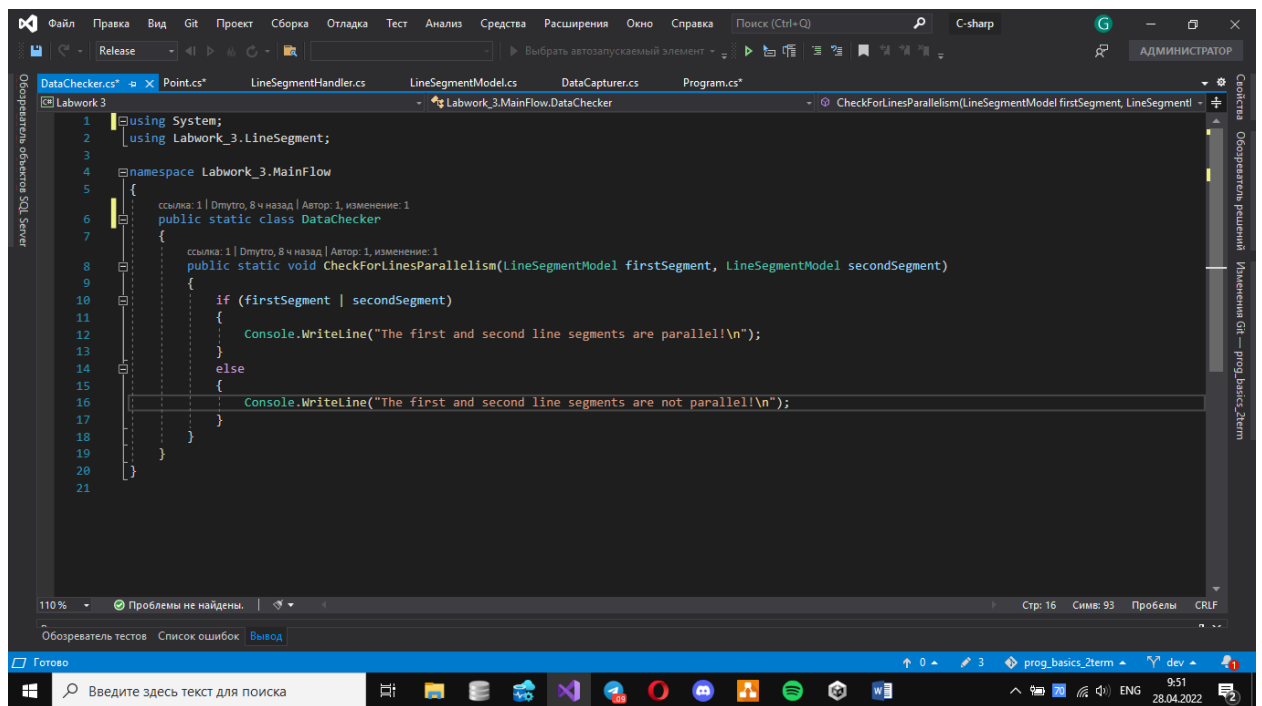 Файл Правка Вид Git Проект Сборка Отладка Тест Анализ Средства Расширения Окно Справка Поиск (Ctrl+Q) C-sharp G
Release Выбрать автозапускаемый элемент АДМИНИСТРАТОР
DataChecker.cs* Point.cs* LineSegmentHandler.cs LineSegmentModel.cs DataCapturer.cs Program.cs*
C# Labwork 3 Labwork_3.MainFlow.DataChecker CheckForLinesParallelism(LineSegmentModel firstSegment, LineSegmentl
1 using System;
2 using Labwork_3.LineSegment;
3
4 namespace Labwork_3.MainFlow
5 {
ссылка: 1 | Dmytro, 8 ч назад | Автор: 1, изменение: 1
6 public static class DataChecker
7 {
ссылка: 1 | Dmytro, 8 ч назад | Автор: 1, изменение: 1
8 public static void CheckForLinesParallelism(LineSegmentModel firstSegment, LineSegmentModel secondSegment)
9 {
10 if (firstSegment | secondSegment)
11 {
12 Console.WriteLine("The first and second line segments are parallel!\n");
13 }
14 else
15 {
16 Console.WriteLine("The first and second line segments are not parallel!\n");
17 }
18 }
19 }
20 }
21
Обозреватель объектов SQL Server
Свойства
Обозреватель решений
Изменения Git — prog_basics_2term
110 % Проблемы не найдены. Стр: 16 Симв: 93 Пробелы CRLF
Обозреватель тестов Список ошибок Вывод
Готово 0 3 prog_basics_2term dev 1
Введите здесь текст для поиска 70 ENG 9:51
28.04.2022 2